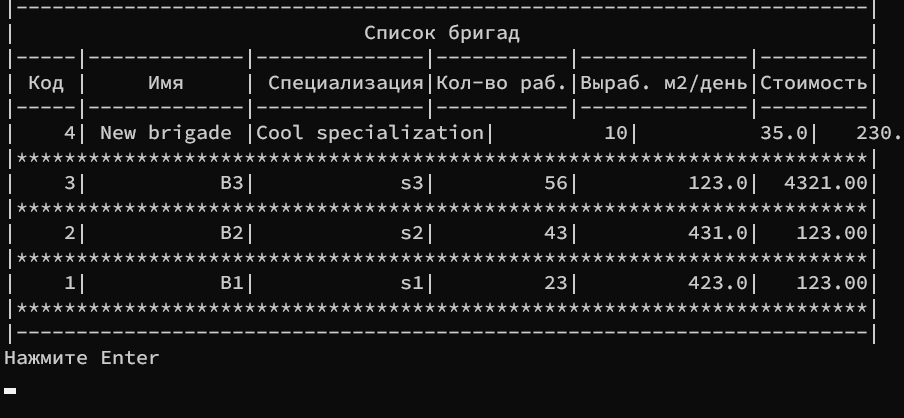 |-----------------------------------------------------------------------|
|                             Список бригад                             |
|-----|-------------|--------------|-----------|--------------|---------|
| Код |     Имя     | Специализация|Кол-во раб.|Выраб. м2/день|Стоимость|
|-----|-------------|--------------|-----------|--------------|---------|
|    4| New brigade |Cool specialization|         10|          35.0|   230.
|***********************************************************************|
|    3|           B3|            s3|         56|         123.0|  4321.00|
|***********************************************************************|
|    2|           B2|            s2|         43|         431.0|   123.00|
|***********************************************************************|
|    1|           B1|            s1|         23|         423.0|   123.00|
|***********************************************************************|
|-----------------------------------------------------------------------|
Нажмите Enter